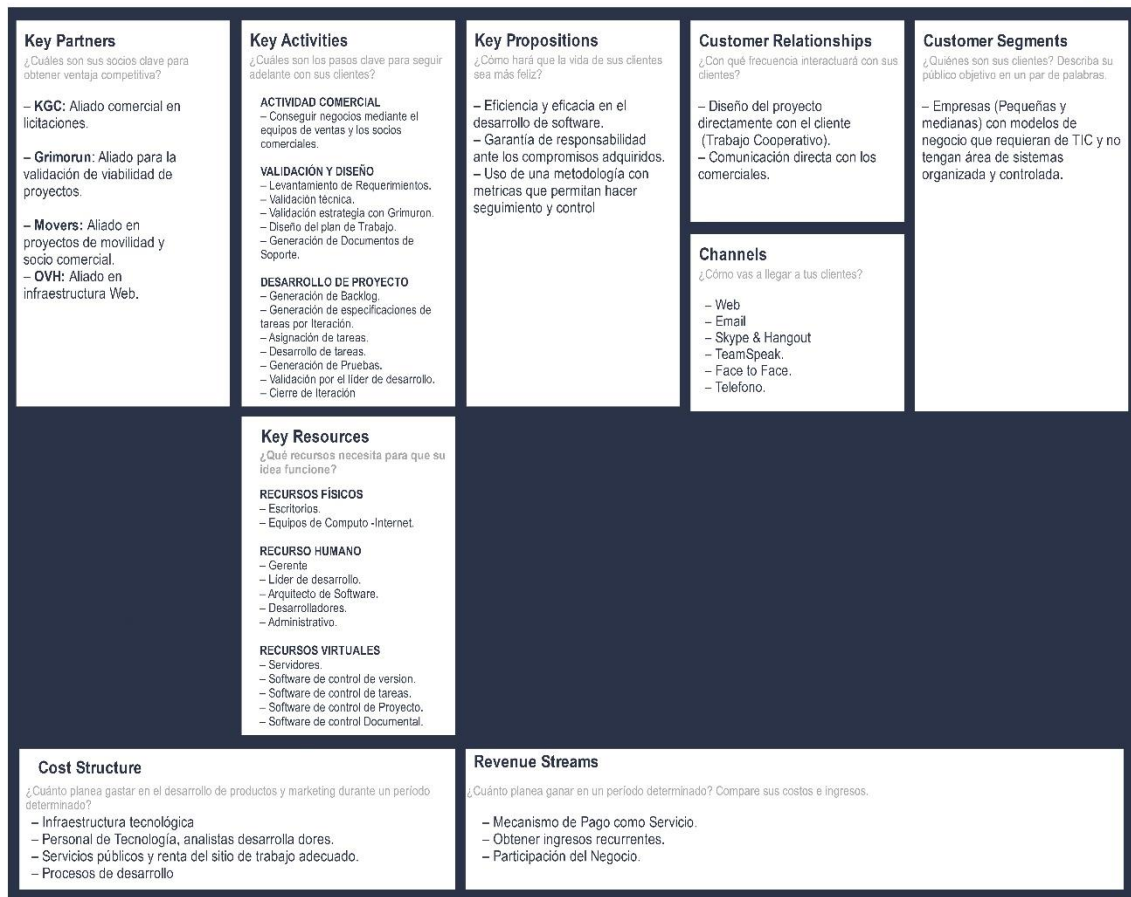 Key Partners
¿Cuáles son sus socios clave para
obtener ventaja competitiva?
– KGC: Aliado comercial en
licitaciones.
– Grimorun: Aliado para la
validación de viabilidad de
proyectos.
– Movers: Aliado en
proyectos de movilidad y
socio comercial.
– OVH: Aliado en
infraestructura Web.
Key Activities
¿Cuáles son los pasos clave para seguir
adelante con sus clientes?
ACTIVIDAD COMERCIAL
– Conseguir negocios mediante el
equipos de ventas y los socios
comerciales.
VALIDACIÓN Y DISEÑO
– Levantamiento de Requerimientos.
– Validación técnica.
– Validación estrategia con Grimuron.
– Diseño del plan de Trabajo.
– Generación de Documentos de
Soporte.
DESARROLLO DE PROYECTO
– Generación de Backlog.
– Generación de especificaciones de
tareas por Iteración.
– Asignación de tareas.
– Desarrollo de tareas.
– Generación de Pruebas.
– Validación por el líder de desarrollo.
– Cierre de Iteración
Key Propositions
¿Cómo hará que la vida de sus clientes
sea más feliz?
– Eficiencia y eficacia en el
desarrollo de software.
– Garantía de responsabilidad
ante los compromisos adquiridos.
– Uso de una metodología con
metricas que permitan hacer
seguimiento y control
Customer Relationships
¿Con qué frecuencia interactuará con sus
clientes?
– Diseño del proyecto
directamente con el cliente
(Trabajo Cooperativo).
– Comunicación directa con los
comerciales.
Channels
¿Cómo vas a llegar a tus clientes?
– Web
– Email
– Skype & Hangout
– TeamSpeak.
– Face to Face.
– Telefono.
Customer Segments
¿Quiénes son sus clientes? Describa su
público objetivo en un par de palabras.
– Empresas (Pequeñas y
medianas) con modelos de
negocio que requieran de TIC y no
tengan área de sistemas
organizada y controlada.
Key Resources
¿Qué recursos necesita para que su
idea funcione?
RECURSOS FÍSICOS
– Escritorios.
– Equipos de Computo -Internet.
RECURSO HUMANO
– Gerente
– Líder de desarrollo.
– Arquitecto de Software.
– Desarrolladores.
– Administrativo.
RECURSOS VIRTUALES
– Servidores.
– Software de control de version.
– Software de control de tareas.
– Software de control de Proyecto.
– Software de control Documental.
Cost Structure
¿Cuánto planea gastar en el desarrollo de productos y marketing durante un período
determinado?
– Infraestructura tecnológica
– Personal de Tecnología, analistas desarrolla dores.
– Servicios públicos y renta del sitio de trabajo adecuado.
– Procesos de desarrollo
Revenue Streams
¿Cuánto planea ganar en un período determinado? Compare sus costos e ingresos.
– Mecanismo de Pago como Servicio.
– Obtener ingresos recurrentes.
– Participación del Negocio.